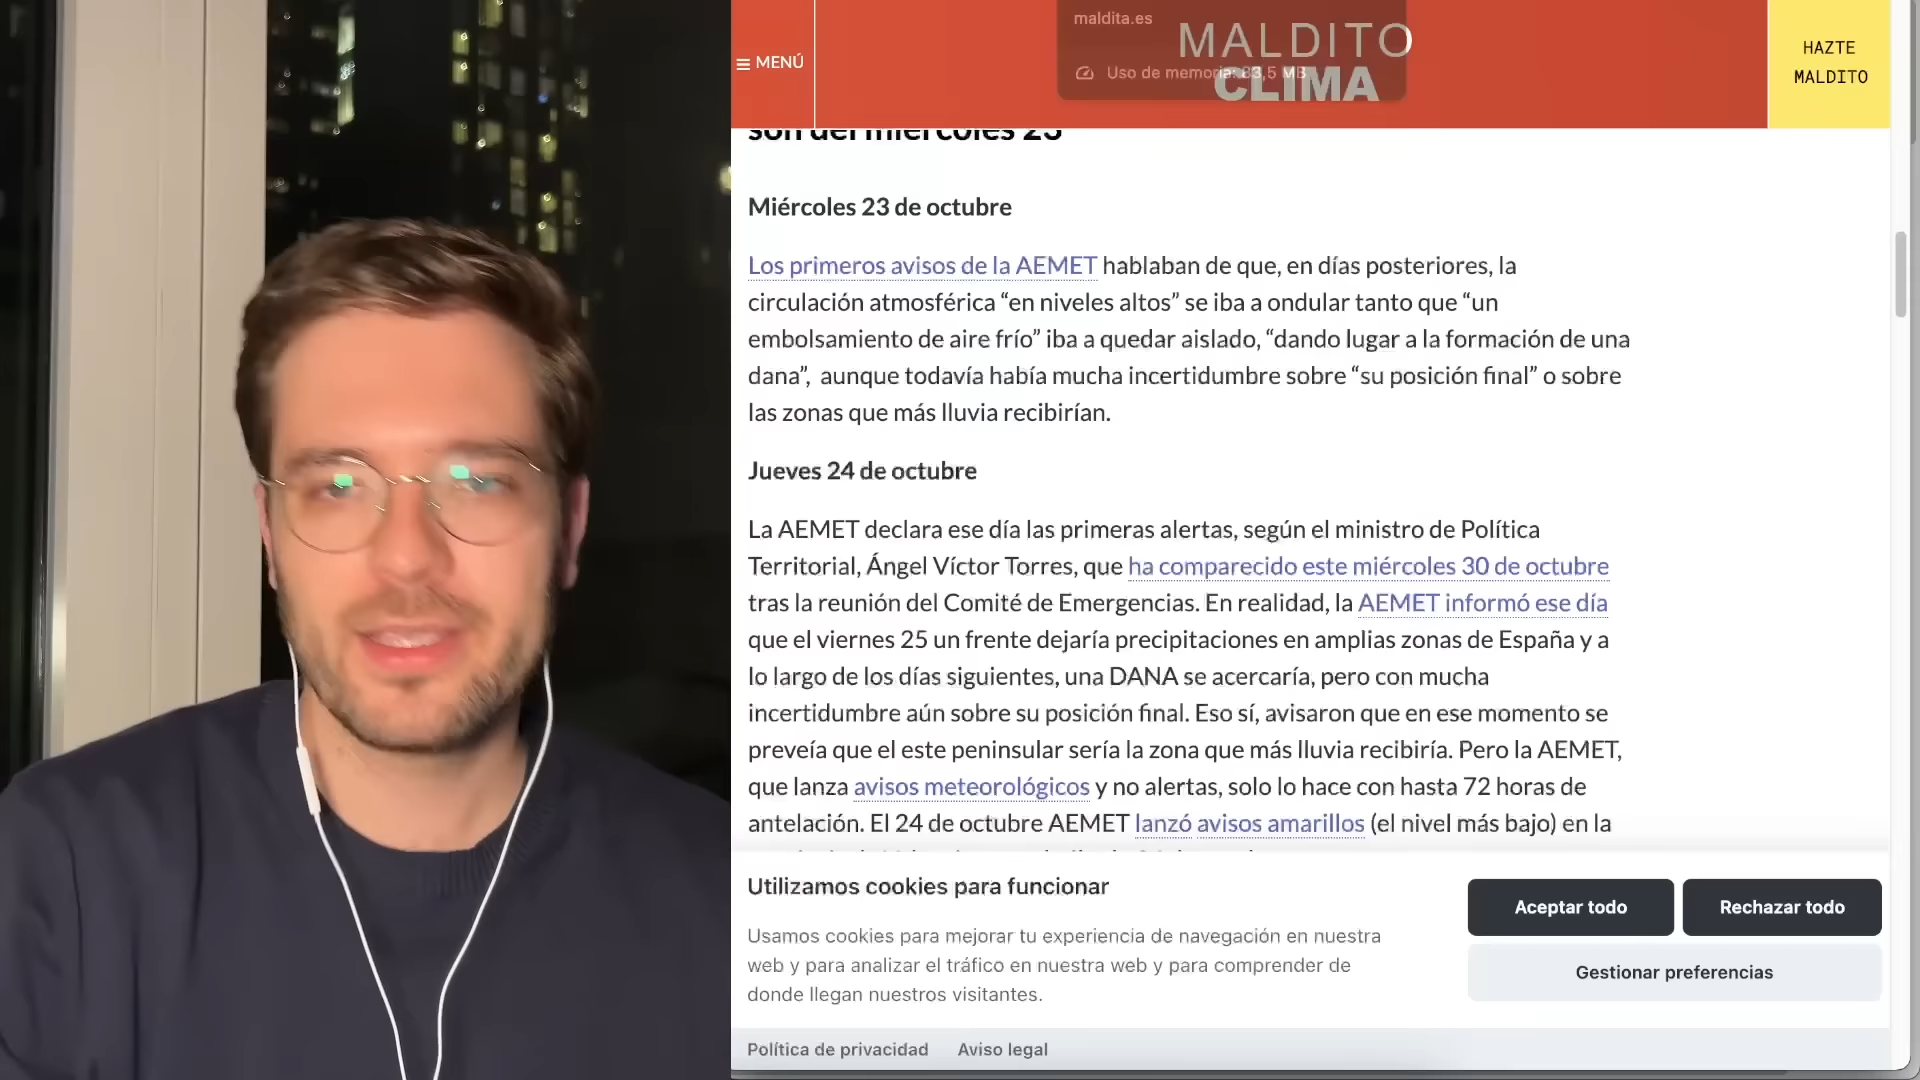 MENÚ
maldita.es
Uso de memoria: 83,5 MB
MALDITO
CLIMA
HAZTE
MALDITO
son del miércoles 23
Miércoles 23 de octubre
Los primeros avisos de la AEMET hablaban de que, en días posteriores, la
circulación atmosférica “en niveles altos” se iba a ondular tanto que “un
embolsamiento de aire frío” iba a quedar aislado, “dando lugar a la formación de una
dana”, aunque todavía había mucha incertidumbre sobre “su posición final” o sobre
las zonas que más lluvia recibirían.
Jueves 24 de octubre
La AEMET declara ese día las primeras alertas, según el ministro de Política
Territorial, Ángel Víctor Torres, que ha comparecido este miércoles 30 de octubre
tras la reunión del Comité de Emergencias. En realidad, la AEMET informó ese día
que el viernes 25 un frente dejaría precipitaciones en amplias zonas de España y a
lo largo de los días siguientes, una DANA se acercaría, pero con mucha
incertidumbre aún sobre su posición final. Eso sí, avisaron que en ese momento se
preveía que el este peninsular sería la zona que más lluvia recibiría. Pero la AEMET,
que lanza avisos meteorológicos y no alertas, solo lo hace con hasta 72 horas de
antelación. El 24 de octubre AEMET lanzó avisos amarillos (el nivel más bajo) en la
Utilizamos cookies para funcionar
Usamos cookies para mejorar tu experiencia de navegación en nuestra
web y para analizar el tráfico en nuestra web y para comprender de
donde llegan nuestros visitantes.
Aceptar todo
Rechazar todo
Gestionar preferencias
Política de privacidad
Aviso legal